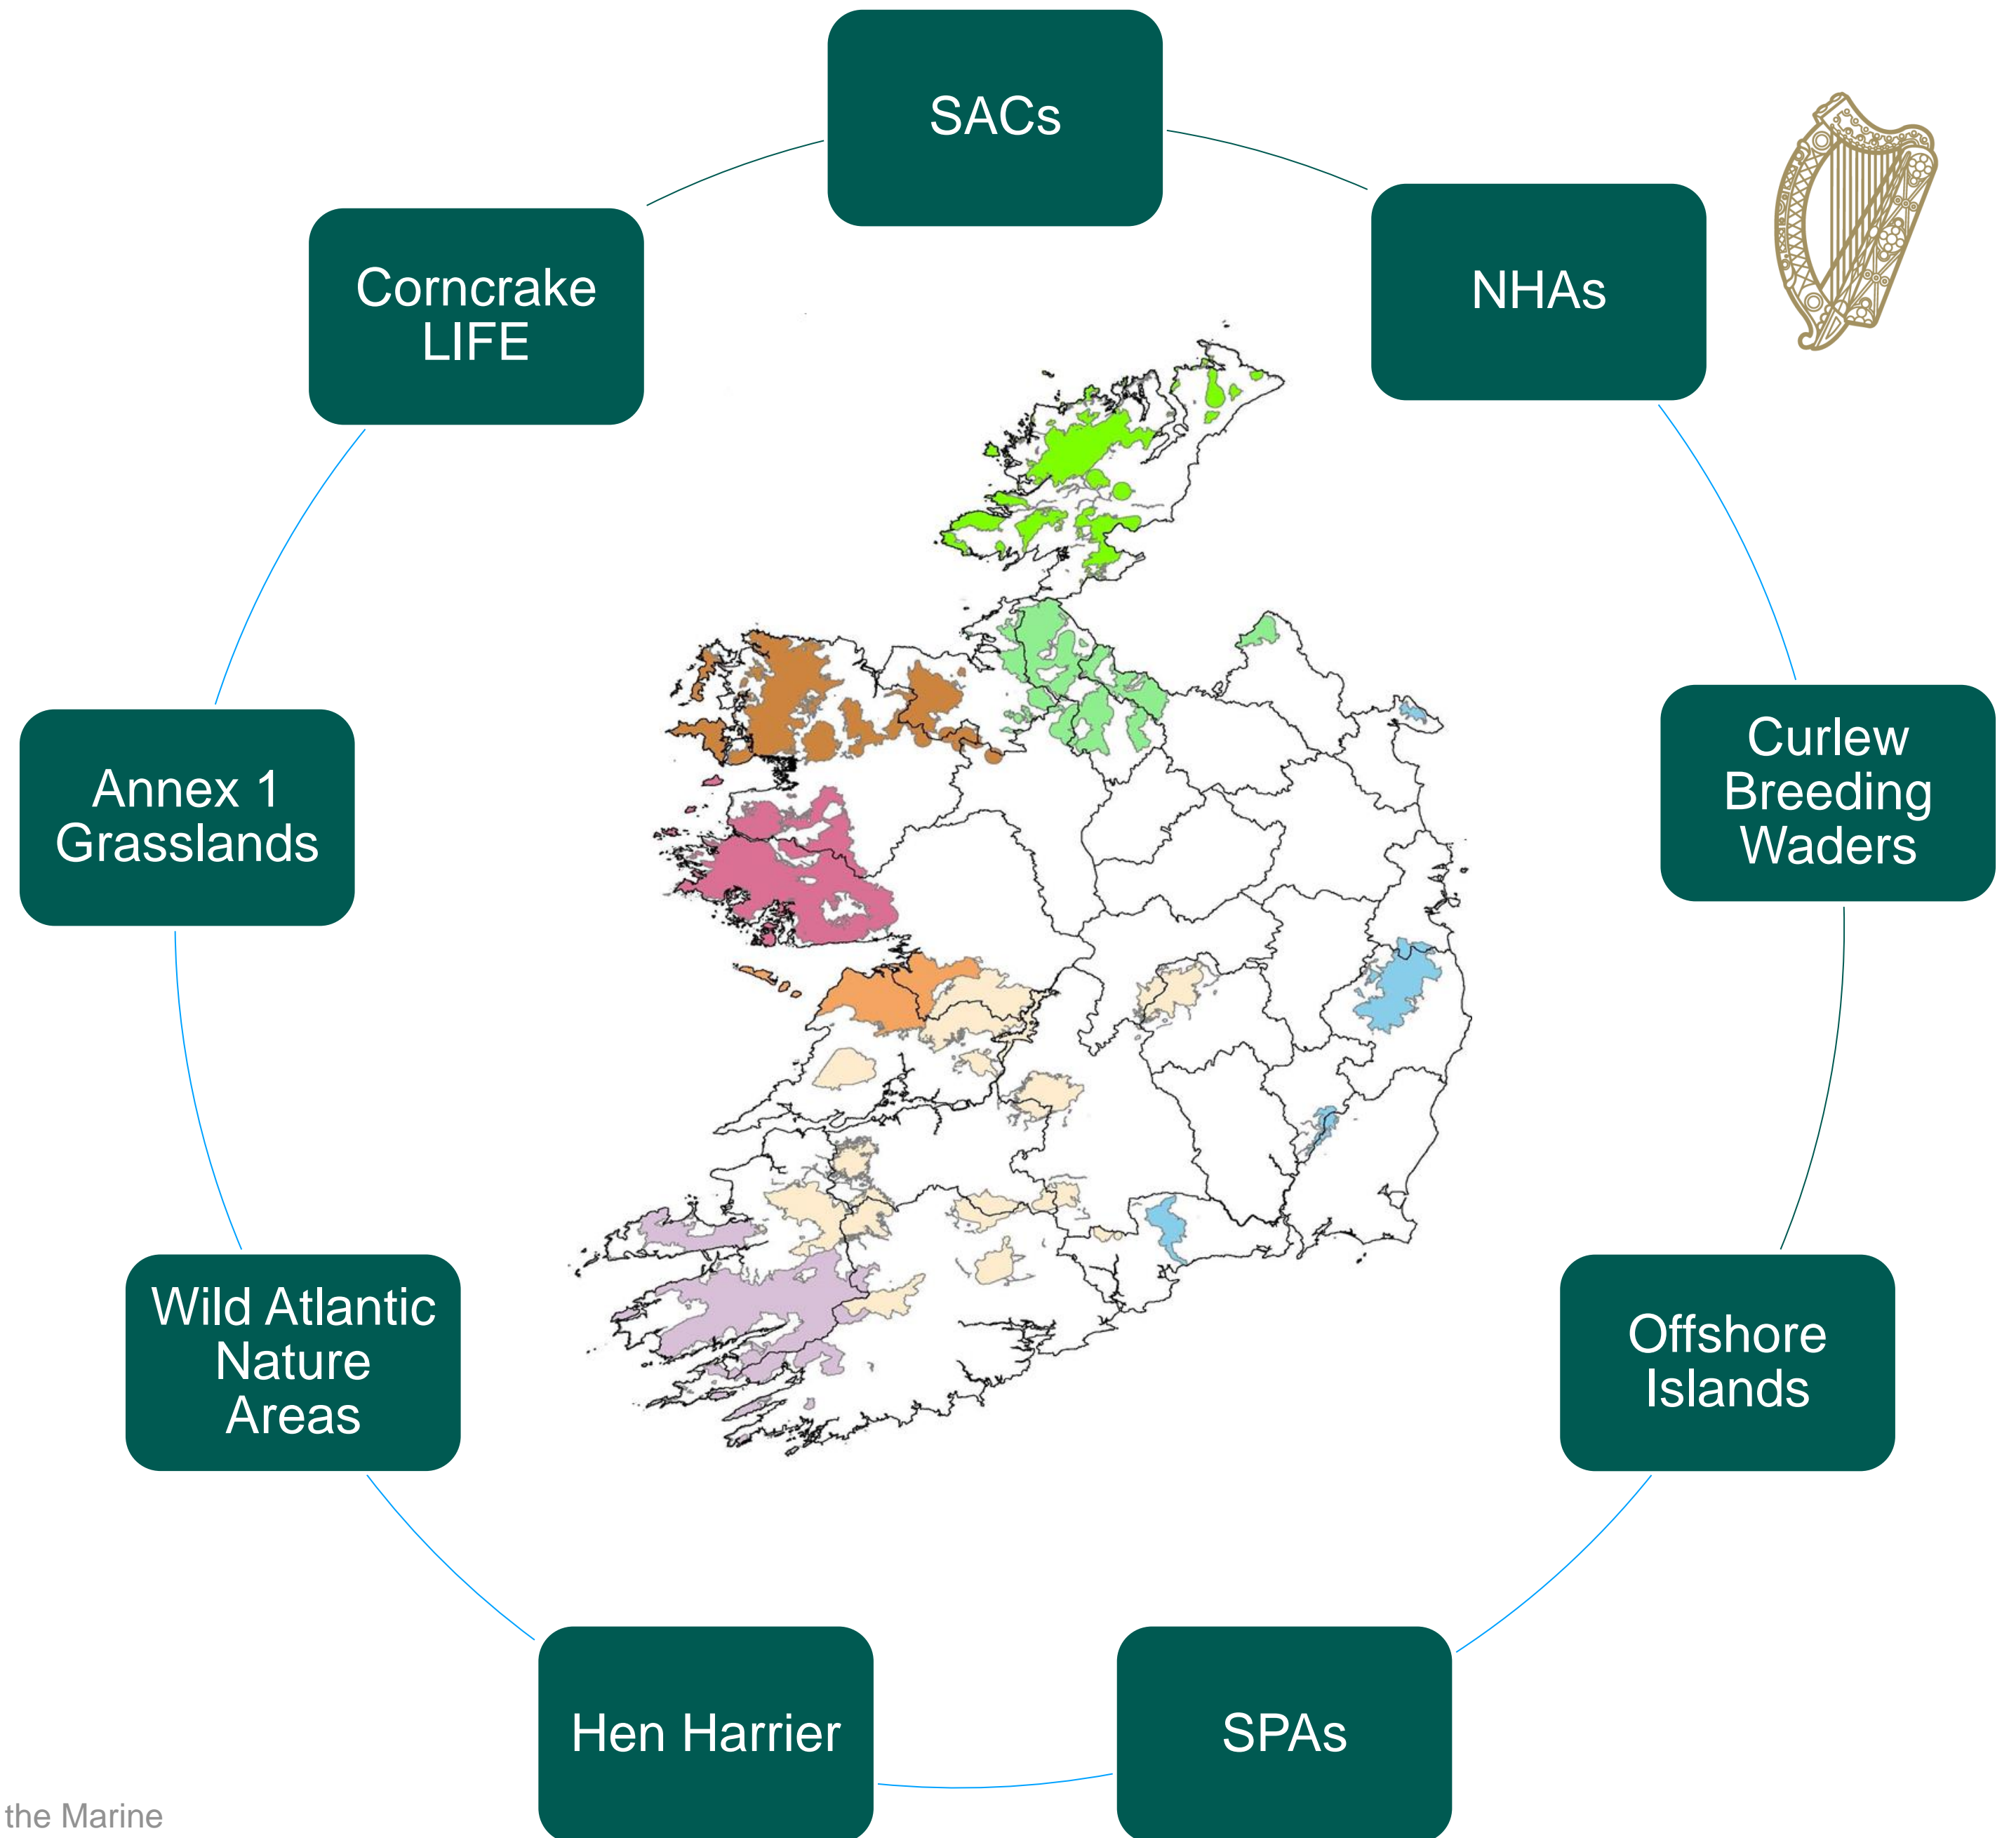 SACs
NHAs
Curlew
Breeding
Waders
Offshore
Islands
SPAs
Hen Harrier
Wild Atlantic
Nature
Areas
Annex 1
Grasslands
Corncrake
LIFE
the Marine